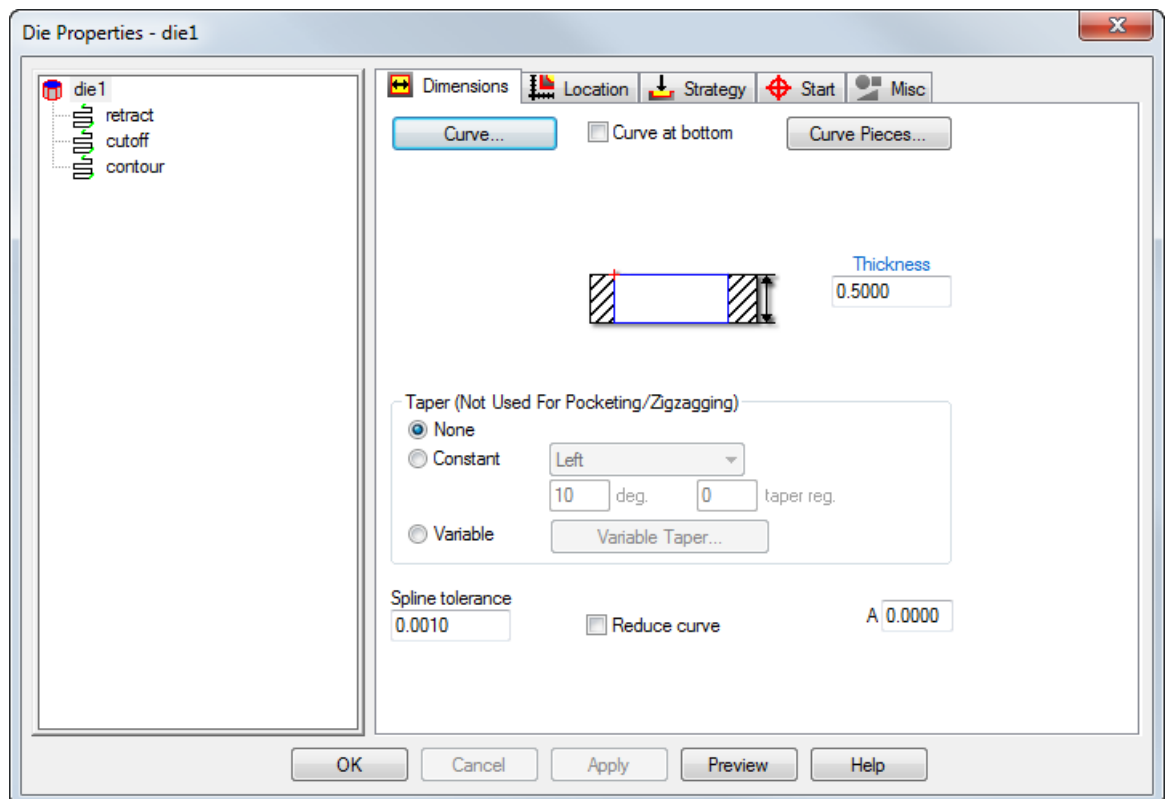 Die Properties - die1
die1
retract
cutoff
contour
Dimensions Location Strategy Start Misc
Curve... Curve at bottom Curve Pieces...
Thickness
0.5000
Taper (Not Used For Pocketing/Zigzagging)
None
Constant Left
10 deg. 0 taper reg.
Variable Variable Taper...
Spline tolerance
0.0010 Reduce curve A 0.0000
OK Cancel Apply Preview Help